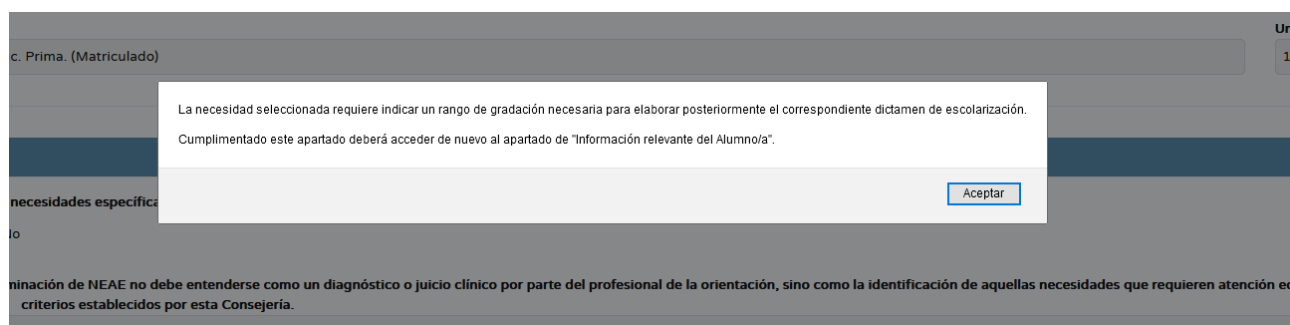 c. Prima. (Matriculado)
1
La necesidad seleccionada requiere indicar un rango de gradación necesaria para elaborar posteriormente el correspondiente dictamen de escolarización.
Cumplimentado este apartado deberá acceder de nuevo al apartado de "Información relevante del Alumno/a".
Aceptar
necesidades específica
minación de NEAE no debe entenderse como un diagnóstico o juicio clínico por parte del profesional de la orientación, sino como la identificación de aquellas necesidades que requieren atención
criterios establecidos por esta Consejería.